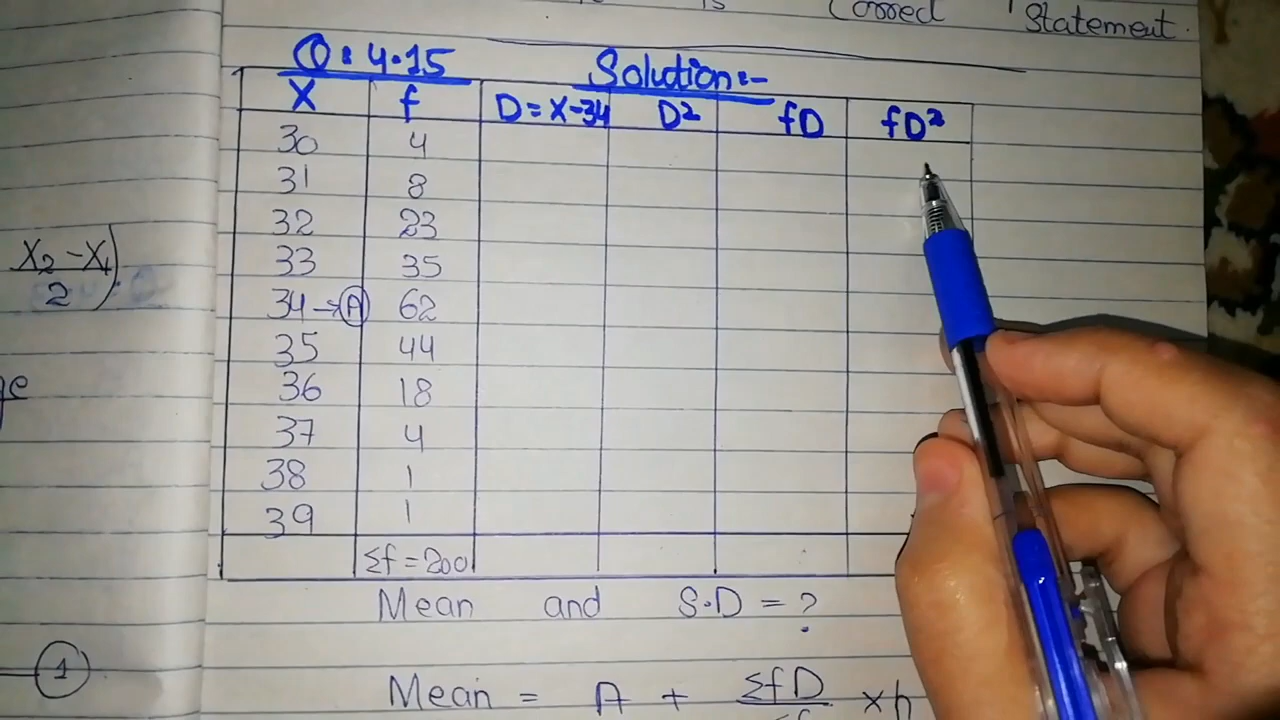 Statement.
Q: 4.15 Solution:-
X f D = X-34 D² fD fD²
30 4
31 8
32 23
33 35
34 → A 62
35 44
36 18
37 4
38 1
39 1
Σf = 200
Mean and S.D = ?
Mean = A + ΣfD × h
X₂ - X₁
2
1